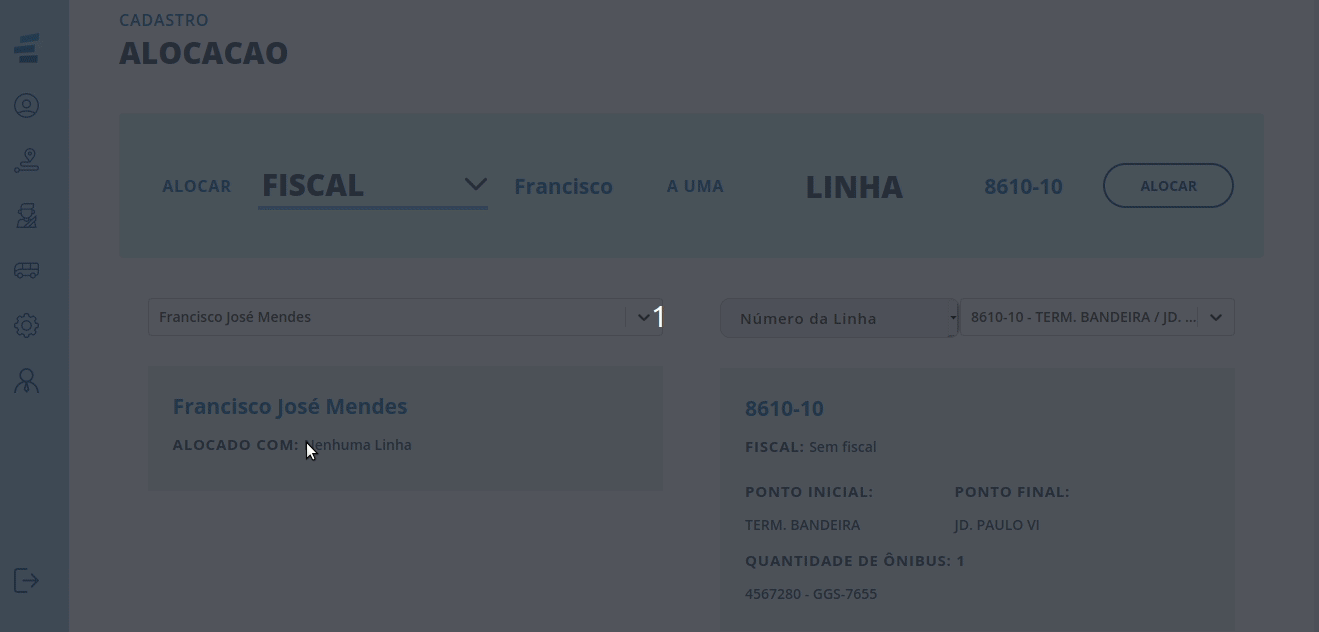 CADASTRO
ALOCACAO
ALOCAR FISCAL Francisco A UMA LINHA 8610-10 ALOCAR
Francisco José Mendes
1
Número da Linha
8610-10 - TERM. BANDEIRA / JD. ...
Francisco José Mendes
ALOCADO COM: Nenhuma Linha
8610-10
FISCAL: Sem fiscal
PONTO INICIAL: PONTO FINAL:
TERM. BANDEIRA JD. PAULO VI
QUANTIDADE DE ÔNIBUS: 1
4567280 - GGS-7655